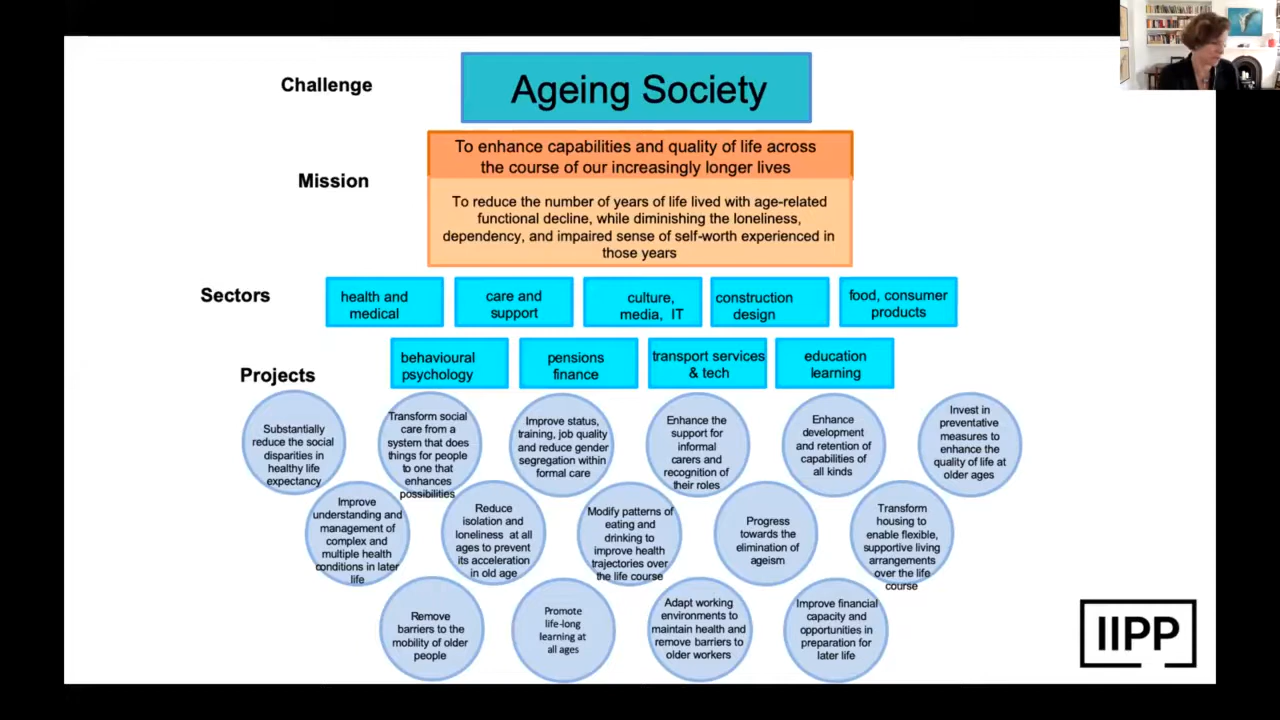 Challenge
Ageing Society
Mission
To enhance capabilities and quality of life across
the course of our increasingly longer lives
To reduce the number of years of life lived with age-related
functional decline, while diminishing the loneliness,
dependency, and impaired sense of self-worth experienced in
those years
Sectors
health and
medical
care and
support
culture,
media, IT
construction
design
food, consumer
products
behavioural
psychology
pensions
finance
transport services
& tech
education
learning
Projects
Substantially
reduce the social
disparities in
healthy life
expectancy
Transform social
care from a
system that does
things for people
to one that
enhances
possibilities
Improve status,
training, job quality
and reduce gender
segregation within
formal care
Enhance the
support for
informal
carers and
recognition of
their roles
Enhance
development
and retention of
capabilities of
all kinds
Invest in
preventative
measures to
enhance the
quality of life at
older ages
Improve
understanding and
management of
complex and
multiple health
conditions in later
life
Reduce
isolation and
loneliness at all
ages to prevent
its acceleration
in old age
Modify patterns of
eating and
drinking to
improve health
trajectories over
the life course
Progress
towards the
elimination of
ageism
Transform
housing to
enable flexible,
supportive living
arrangements
over the life
course
Remove
barriers to the
mobility of older
people
Promote
life-long
learning at
all ages
Adapt working
environments to
maintain health and
remove barriers to
older workers
Improve financial
capacity and
opportunities in
preparation for
later life
IIPP